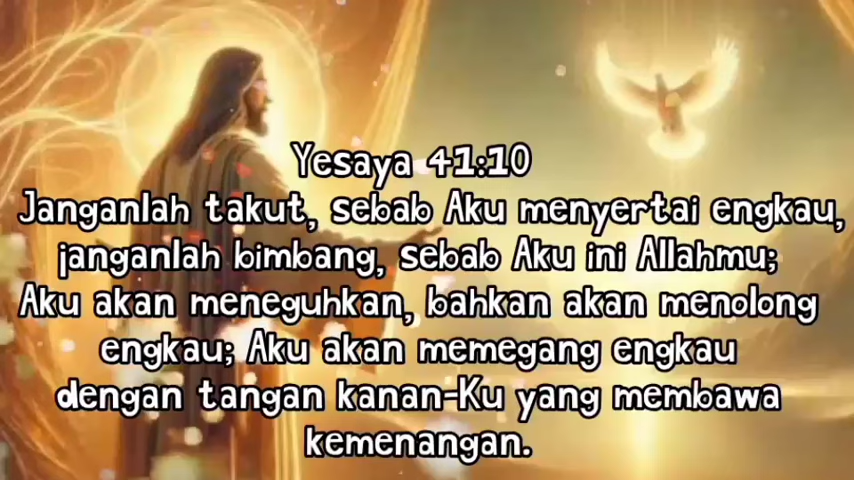 Yesaya 41:10
Janganlah takut, sebab Aku menyertai engkau,
janganlah bimbang, sebab Aku ini Allahmu;
Aku akan meneguhkan, bahkan akan menolong
engkau; Aku akan memegang engkau
dengan tangan kanan-Ku yang membawa
kemenangan.